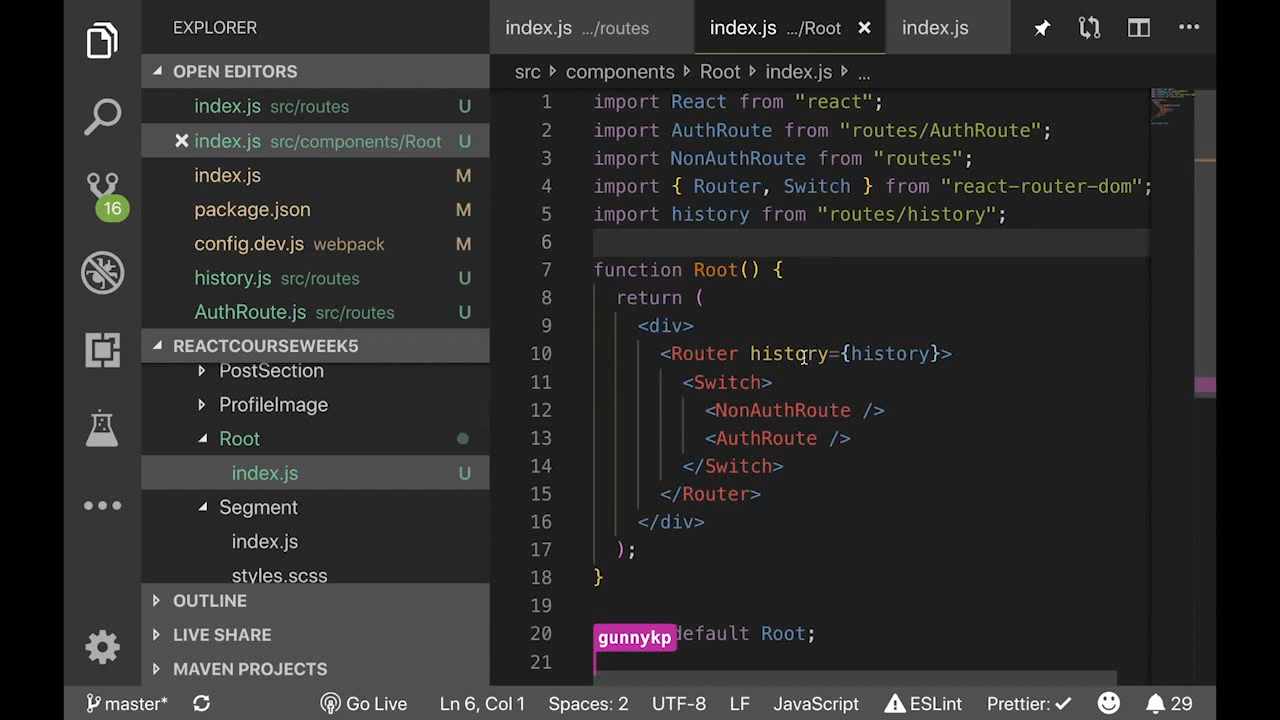 EXPLORER
OPEN EDITORS
index.js src/routes U
index.js src/components/Root U
index.js M
package.json M
config.dev.js webpack M
history.js src/routes U
AuthRoute.js src/routes U
REACTCOURSEWEEK5
PostSection
ProfileImage
Root
index.js U
Segment
index.js
styles.scss
OUTLINE
LIVE SHARE
MAVEN PROJECTS
16
index.js .../routes index.js .../Root index.js
src components Root index.js ...
1 import React from "react";
2 import AuthRoute from "routes/AuthRoute";
3 import NonAuthRoute from "routes";
4 import { Router, Switch } from "react-router-dom";
5 import history from "routes/history";
6
7 function Root() {
8 return (
9 <div>
10 <Router history={history}>
11 <Switch>
12 <NonAuthRoute />
13 <AuthRoute />
14 </Switch>
15 </Router>
16 </div>
17 );
18 }
19
20 gunnykp default Root;
21
master* Go Live Ln 6, Col 1 Spaces: 2 UTF-8 LF JavaScript ESLint Prettier: 29